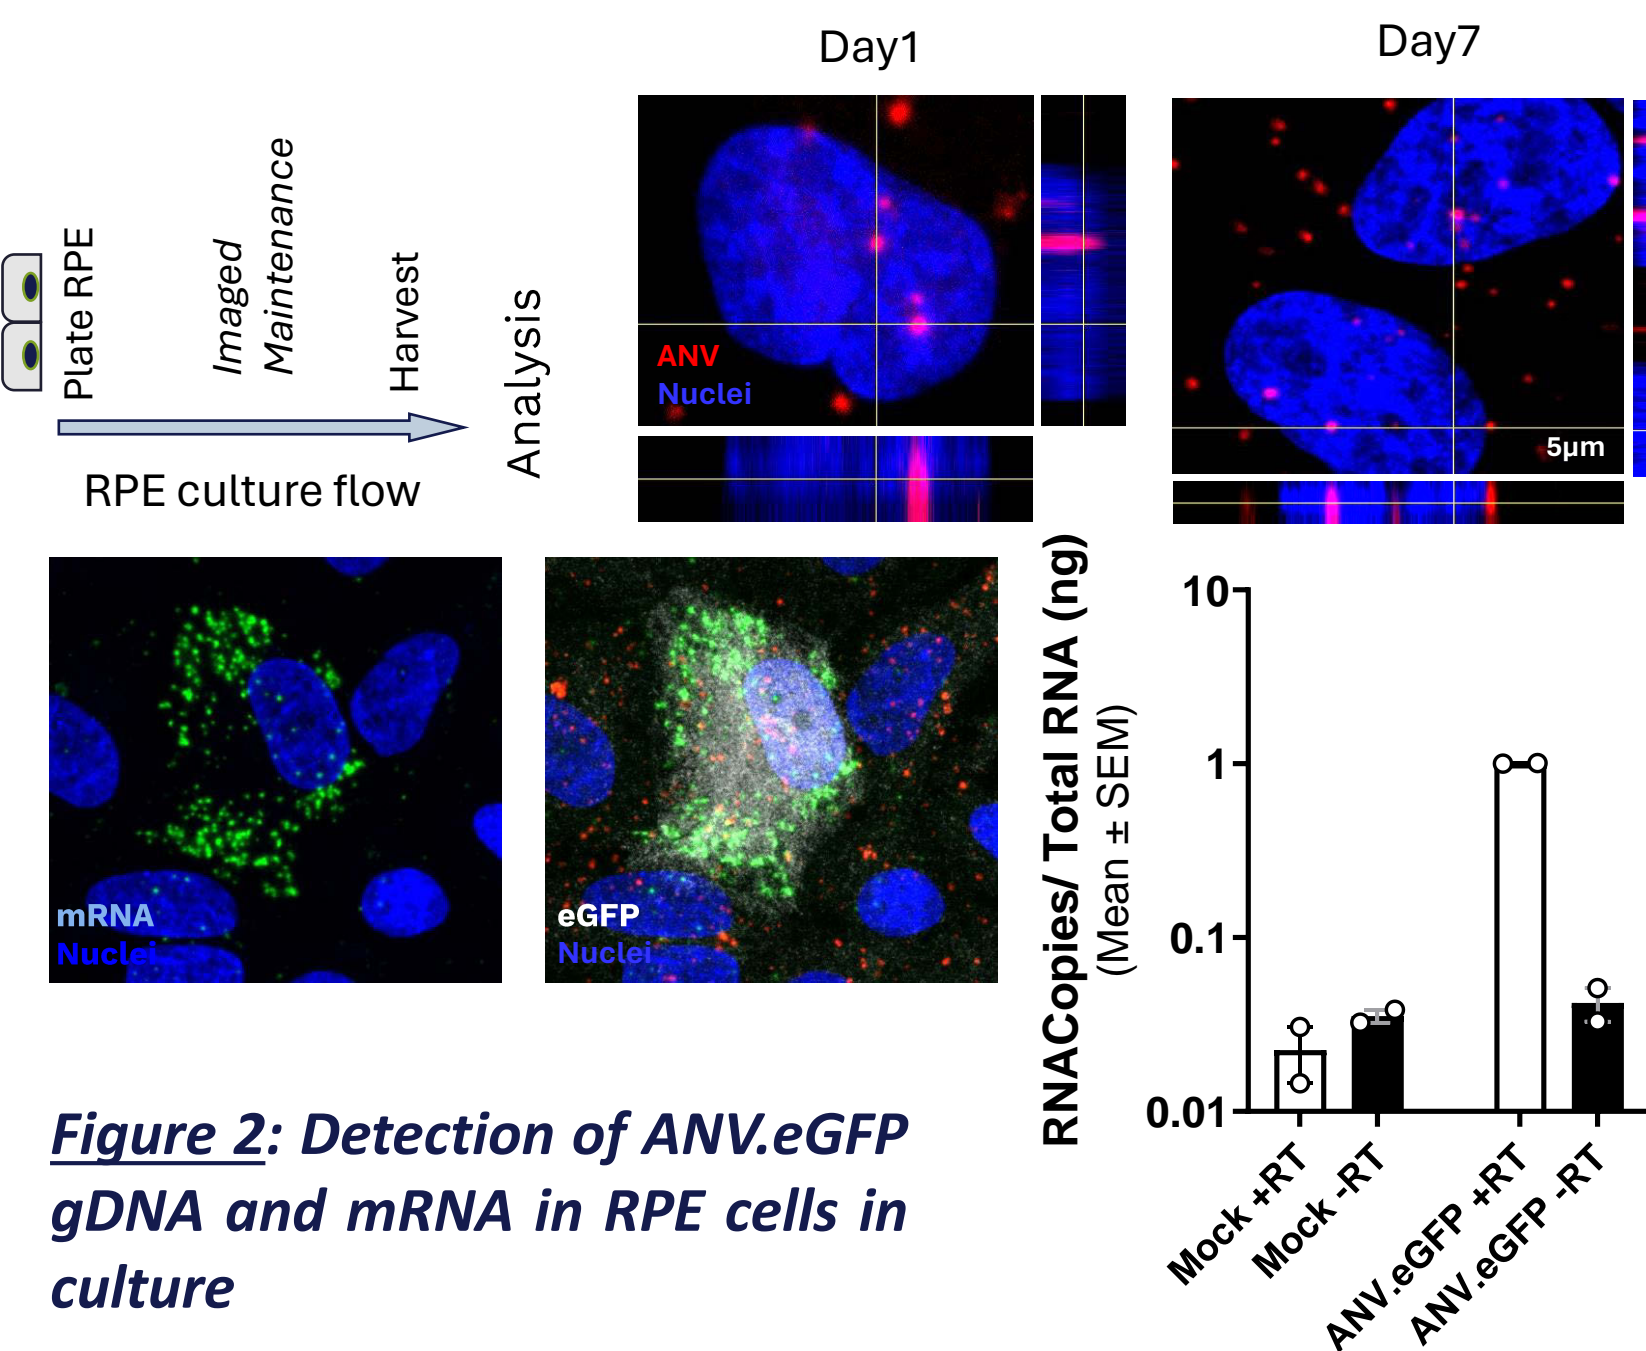 Day1
Day7
Plate RPE
Imaged
Maintenance
Harvest
Analysis
RPE culture flow
ANV
Nuclei
5µm
mRNA
Nuclei
eGFP
Nuclei
RNACopies/ Total RNA (ng)
(Mean ± SEM)
10
1
0.1
0.01
Mock +RT
Mock -RT
ANV.eGFP +RT
ANV.eGFP -RT
Figure 2: Detection of ANV.eGFP
gDNA and mRNA in RPE cells in
culture